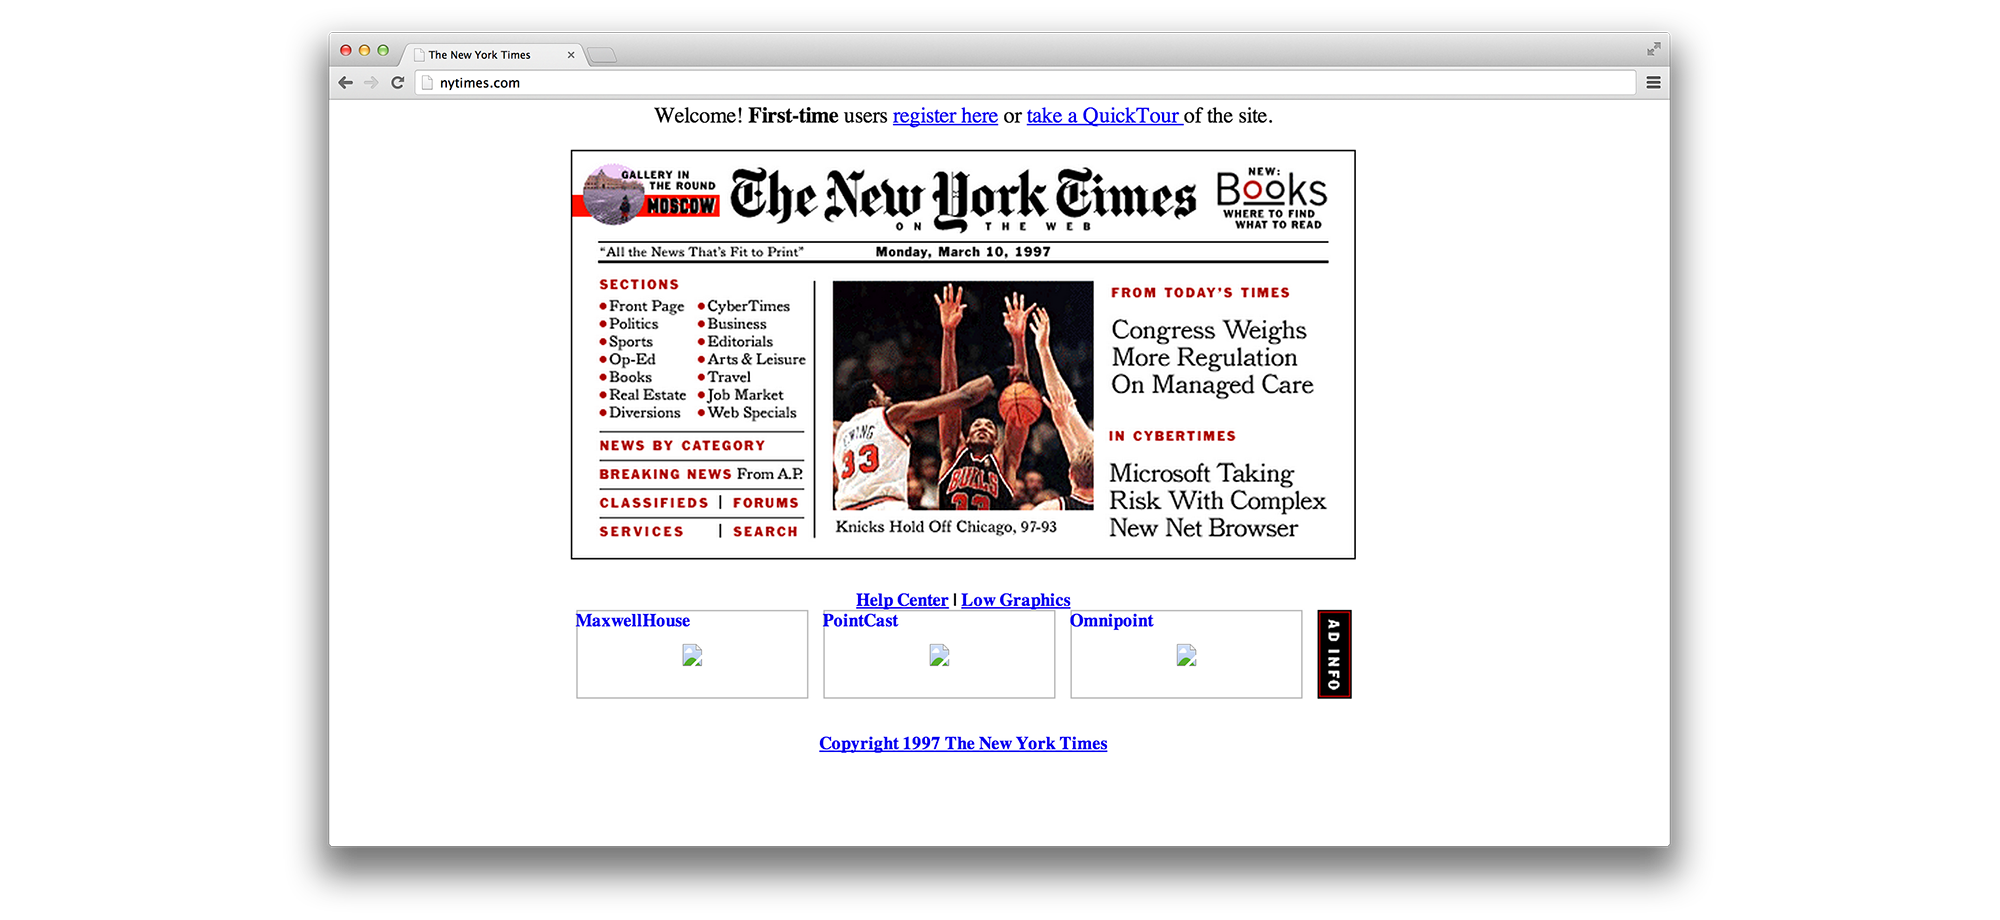 The New York Times
nytimes.com
Welcome! First-time users register here or take a QuickTour of the site.
GALLERY IN
THE ROUND
MOSCOW
The New York Times
ON THE WEB
NEW:
Books
WHERE TO FIND
WHAT TO READ
"All the News That's Fit to Print"
Monday, March 10, 1997
SECTIONS
Front Page
Politics
Sports
Op-Ed
Books
Real Estate
Diversions
CyberTimes
Business
Editorials
Arts & Leisure
Travel
Job Market
Web Specials
NEWS BY CATEGORY
BREAKING NEWS From A.P.
CLASSIFIEDS | FORUMS
SERVICES | SEARCH
EWING
33
BULLS
33
Knicks Hold Off Chicago, 97-93
FROM TODAY'S TIMES
Congress Weighs
More Regulation
On Managed Care
IN CYBERTIMES
Microsoft Taking
Risk With Complex
New Net Browser
Help Center | Low Graphics
MaxwellHouse
PointCast
Omnipoint
AD INFO
Copyright 1997 The New York Times